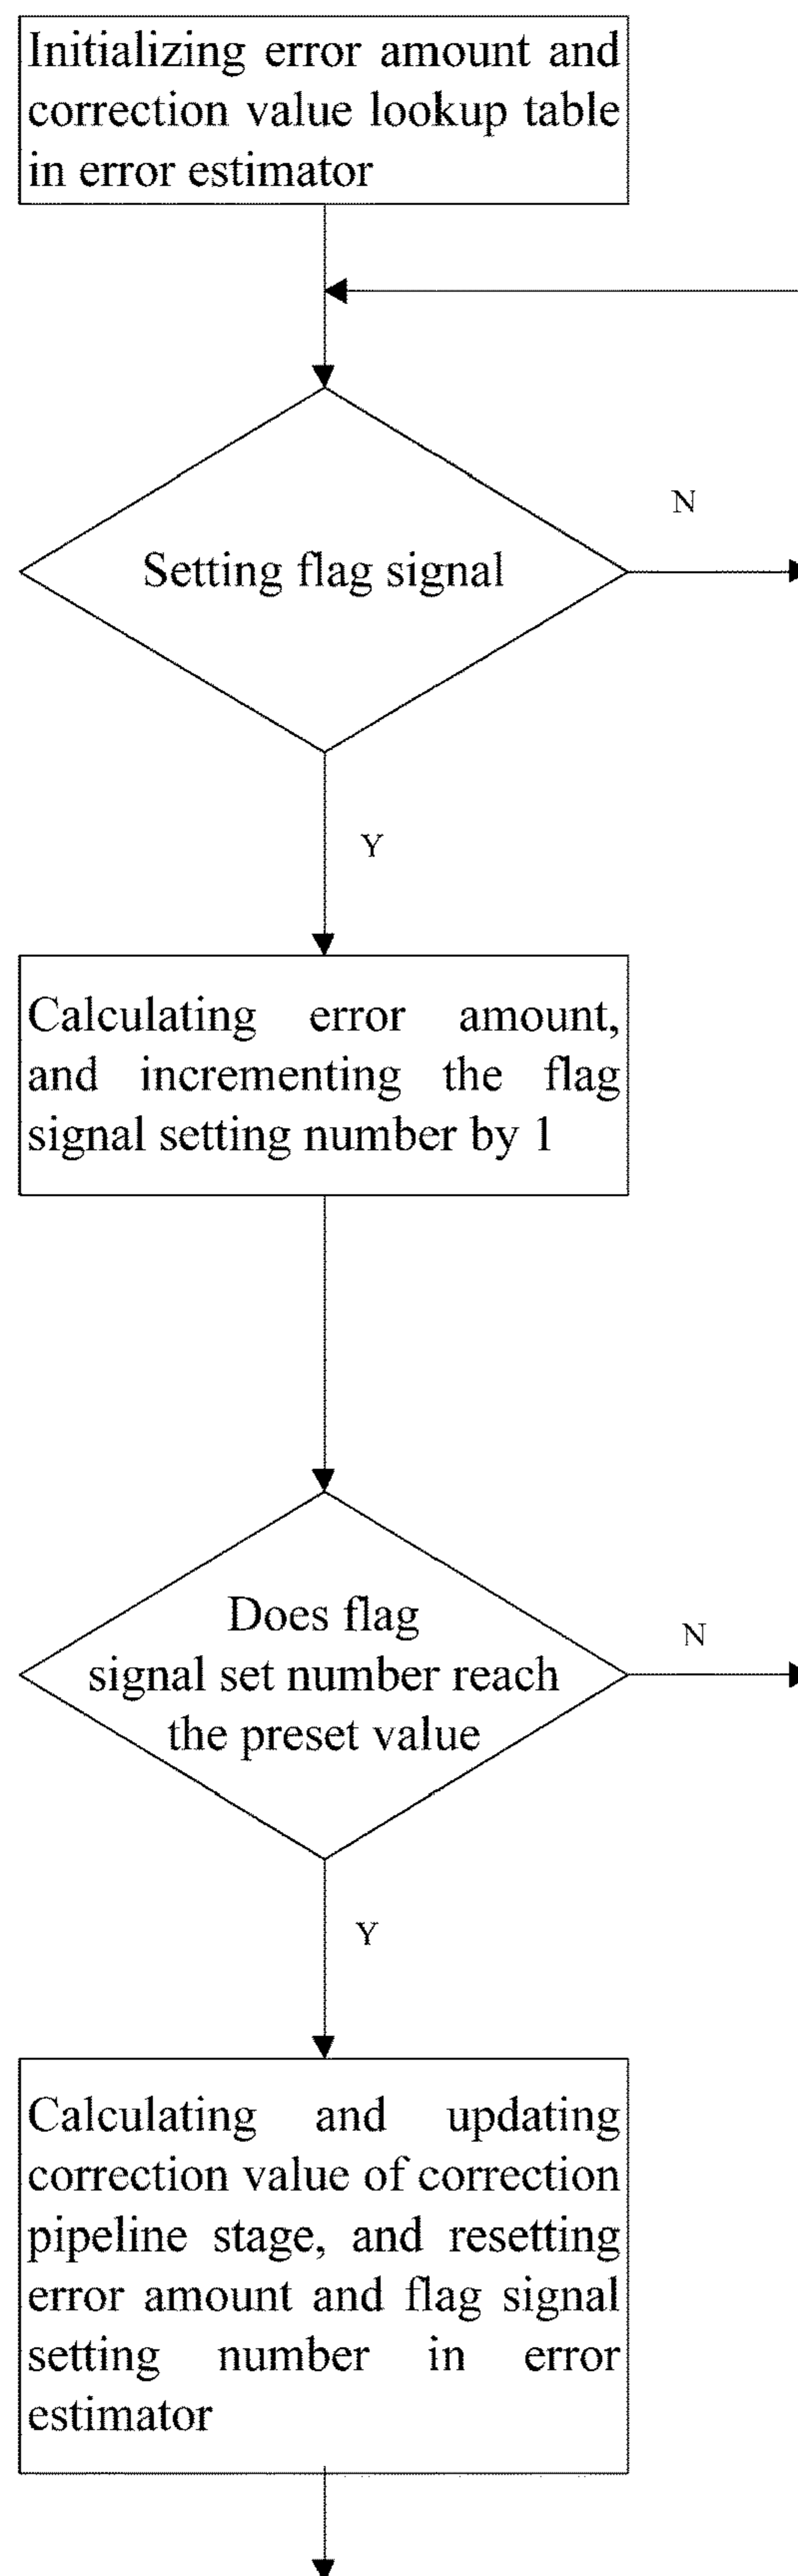 Initializing error amount and
correction value lookup table
in error estimator
N
Setting flag signal
Y
Calculating error amount,
and incrementing the flag
signal setting number by 1
Does flag
N
signal set number reach
the preset value
Y
Calculating and updating
correction value of correction
pipeline stage, and resetting
error amount and flag signal
setting number in error
estimator